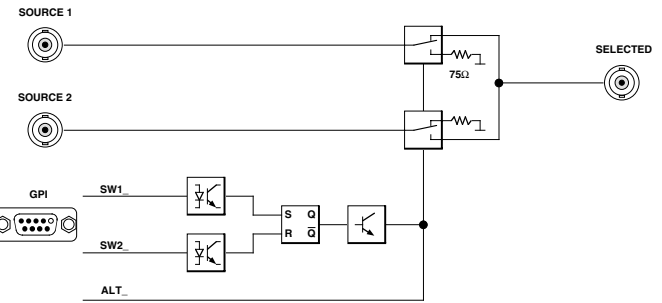 SOURCE 1
SELECTED
75Ω
SOURCE 2
GPI
SW1_
S Q
R Q̅
SW2_
ALT_